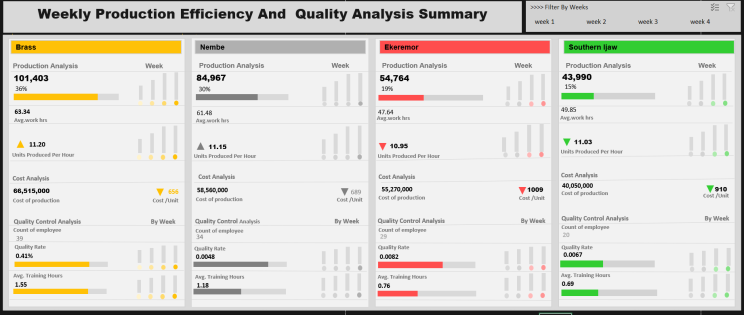 Weekly Production Efficiency And Quality Analysis Summary
>>>> Filter By Weeks
week 1 week 2 week 3 week 4
Brass
Production Analysis Week
101,403
36%
63.34
Avg.work hrs
11.20
Units Produced Per Hour
Cost Analysis
66,515,000 656
Cost of production Cost /Unit
Quality Control Analysis By Week
Count of employee
39
Quality Rate
0.41%
Avg. Training Hours
1.55
Nembe
Production Analysis Week
84,967
30%
61.48
Avg.work hrs
11.15
Units Produced Per Hour
Cost Analysis
58,560,000 689
Cost of production Cost /Unit
Quality Control Analysis By Week
Count of employee
34
Quality Rate
0.0048
Avg. Training Hours
1.18
Ekeremor
Production Analysis Week
54,764
19%
47.64
Avg.work hrs
10.95
Units Produced Per Hour
Cost Analysis
55,270,000 1009
Cost of production Cost /Unit
Quality Control Analysis By Week
Count of employee
29
Quality Rate
0.0082
Avg. Training Hours
0.76
Southern Ijaw
Production Analysis Week
43,990
15%
49.85
Avg.work hrs
11.03
Units Produced Per Hour
Cost Analysis
40,050,000 910
Cost of production Cost /Unit
Quality Control Analysis By Week
Count of employee
20
Quality Rate
0.0067
Avg. Training Hours
0.69